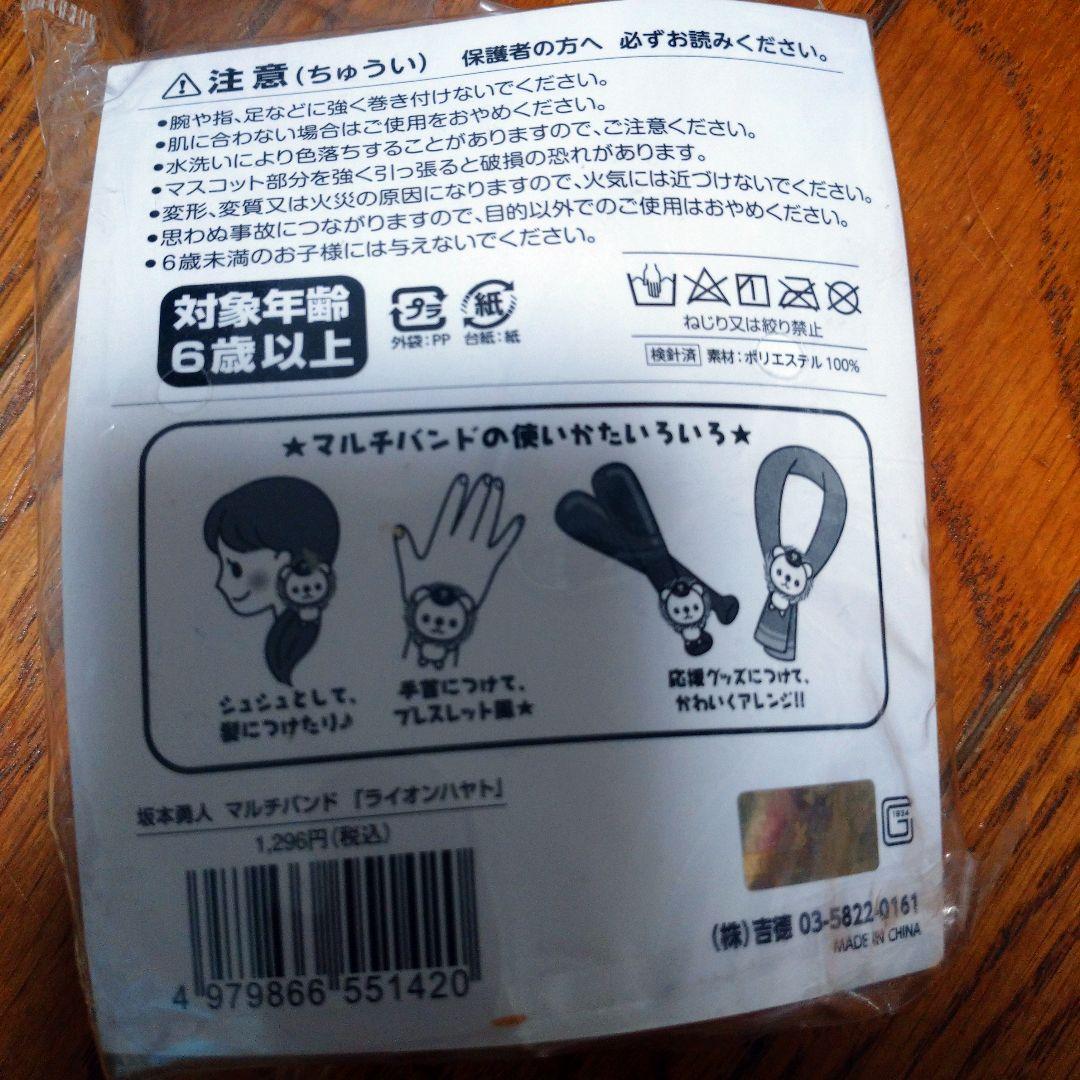 ⚠注意(ちゅうい) 保護者の方へ 必ずお読みください。
•腕や指、足などに強く巻き付けないでください。
•肌に合わない場合はご使用をおやめください。
•水洗いにより色落ちすることがありますので、ご注意ください。
•マスコット部分を強く引っ張ると破損の恐れがあります。
•変形、変質又は火災の原因になりますので、火気には近づけないでください。
•思わぬ事故につながりますので、目的以外でのご使用はおやめください。
•6歳未満のお子様には与えないでください。
対象年齢
6歳以上
プラ
外袋:PP
紙
台紙:紙
ねじり又は絞り禁止
検針済 素材:ポリエステル100%
★マルチバンドの使いかたいろいろ★
シュシュとして、
髪につけたり♪
手首につけて、
ブレスレット風★
応援グッズにつけて、
かわいくアレンジ!!
坂本勇人 マルチバンド 「ライオンハヤト」
1,296円(税込)
4 979866 551420
G 1934
(株)吉徳 03-5822-0161
MADE IN CHINA